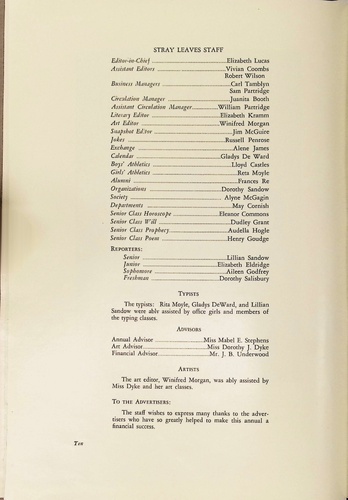 STRAY LEAVES STAFF
Editor-in-Chief Elizabeth Lucas
Assistant Editors Vivian Coombs
Robert Wilson
Business Managers Carl Tamblyn
Sam Partridge
Circulation Manager Juanita Booth
Assistant Circulation Manager William Partridge
Literary Editor Elizabeth Kramm
Art Editor Winifred Morgan
Snapshot Editor Jim McGuire
Jokes Russell Penrose
Exchange Alene James
Calendar Gladys De Ward
Boys' Athletics Lloyd Castles
Girls' Athletics Reta Moyle
Alumni Frances Re
Organizations Dorothy Sandow
Society Alyne McGagin
Departments May Cornish
Senior Class Horoscope Eleanor Commons
Senior Class Will Dudley Grant
Senior Class Prophecy Audella Hogle
Senior Class Poem Henry Goudge
REPORTERS:
Senior Lillian Sandow
Junior Elizabeth Eldridge
Sophomore Aileen Godfrey
Freshman Dorothy Salisbury
TYPISTS
The typists: Rita Moyle, Gladys DeWard, and Lillian
Sandow were ably assisted by office girls and members of
the typing classes.
ADVISORS
Annual Advisor Miss Mabel E. Stephens
Art Advisor Miss Dorothy J. Dyke
Financial Advisor Mr. J. B. Underwood
ARTISTS
The art editor, Winifred Morgan, was ably assisted by
Miss Dyke and her art classes.
TO THE ADVERTISERS:
The staff wishes to express many thanks to the adver-
tisers who have so greatly helped to make this annual a
financial success.
Ten